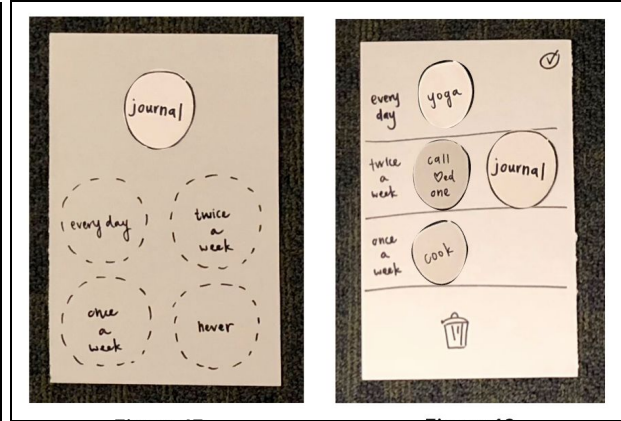 journal
every day
twice
a
week
once
a
week
never
every
day
yoga
twice
a
week
call
♡ed
one
journal
once
a
week
cook